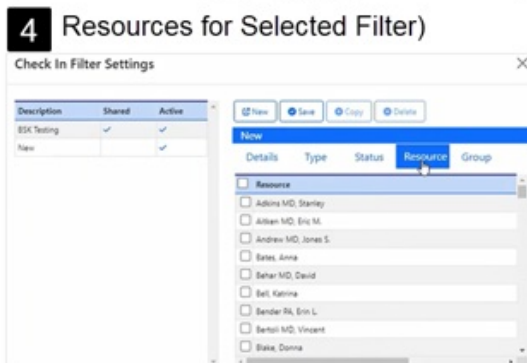 4 Resources for Selected Filter)
Check In Filter Settings
Description Shared Active
BSK Testing
New
New Save Copy Delete
New
Details Type Status Resource Group
Resource
Adkins MD, Stanley
Aitken MD, Eric M.
Andrew MD, Jones S.
Bates, Anna
Behar MD, David
Bell, Katrina
Bender PA, Erin L.
Bertoli MD, Vincent
Blake, Donna